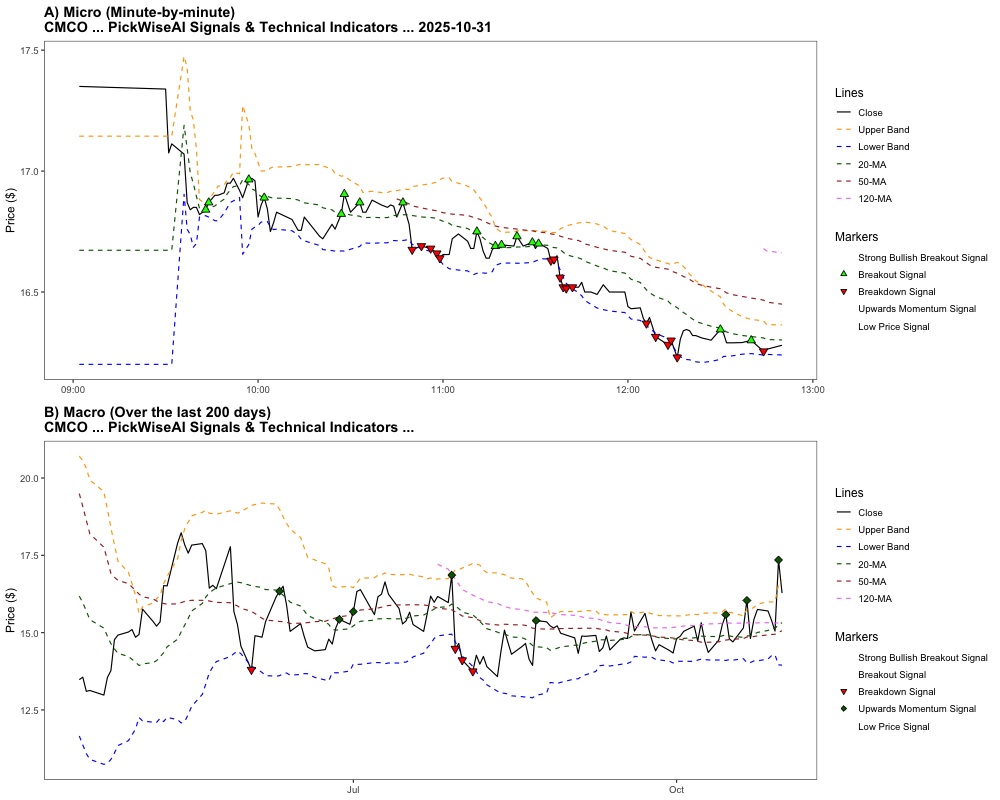 A) Micro (Minute-by-minute)
CMCO ... PickWiseAI Signals & Technical Indicators ... 2025-10-31
17.5
17.0
16.5
Price ($)
09:00
10:00
11:00
12:00
13:00
Lines
Close
Upper Band
Lower Band
20-MA
50-MA
120-MA
Markers
Strong Bullish Breakout Signal
Breakout Signal
Breakdown Signal
Upwards Momentum Signal
Low Price Signal
B) Macro (Over the last 200 days)
CMCO ... PickWiseAI Signals & Technical Indicators ...
20.0
17.5
15.0
12.5
Price ($)
Jul
Oct
Lines
Close
Upper Band
Lower Band
20-MA
50-MA
120-MA
Markers
Strong Bullish Breakout Signal
Breakout Signal
Breakdown Signal
Upwards Momentum Signal
Low Price Signal